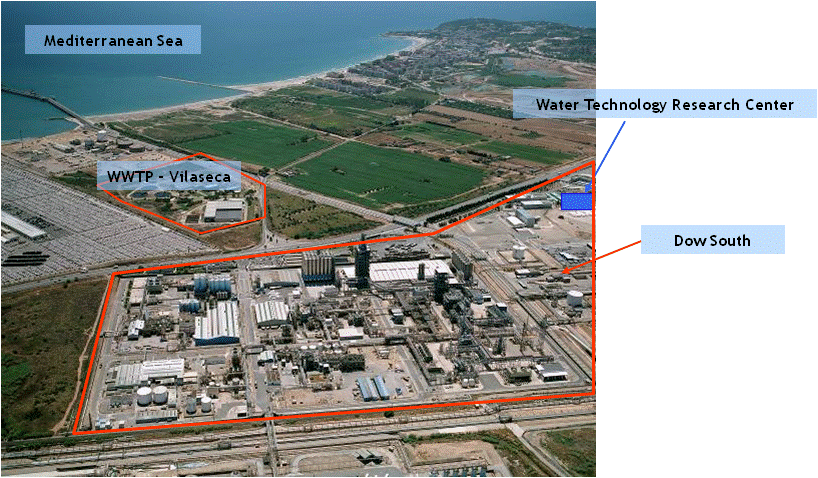 Mediterranean Sea
Water Technology Research Center
WWTP - Vilaseca
Dow South